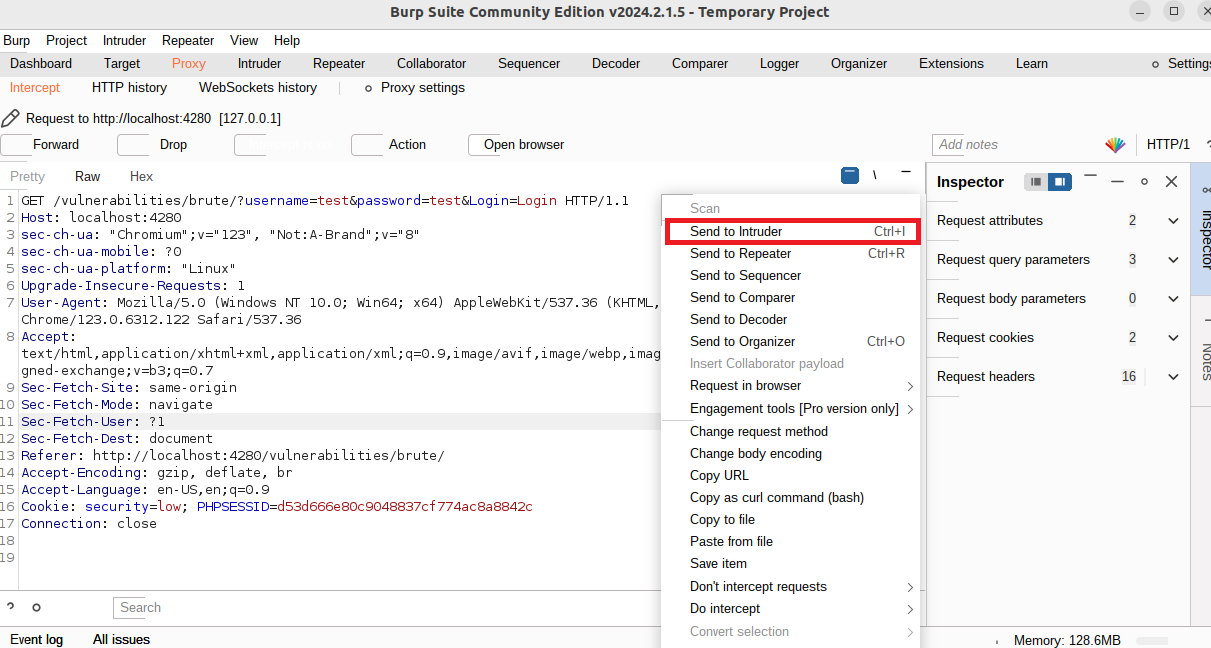 Burp Suite Community Edition v2024.2.1.5 - Temporary Project
Burp Project Intruder Repeater View Help
Dashboard Target Proxy Intruder Repeater Collaborator Sequencer Decoder Comparer Logger Organizer Extensions Learn Settings
Intercept HTTP history WebSockets history Proxy settings
Request to http://localhost:4280 [127.0.0.1]
Forward Drop Action Open browser Add notes HTTP/1 ?
Pretty Raw Hex
1 GET /vulnerabilities/brute/?username=test&password=test&Login=Login HTTP/1.1
2 Host: localhost:4280
3 sec-ch-ua: "Chromium";v="123", "Not:A-Brand";v="8"
4 sec-ch-ua-mobile: ?0
5 sec-ch-ua-platform: "Linux"
6 Upgrade-Insecure-Requests: 1
7 User-Agent: Mozilla/5.0 (Windows NT 10.0; Win64; x64) AppleWebKit/537.36 (KHTML,
Chrome/123.0.6312.122 Safari/537.36
8 Accept:
text/html,application/xhtml+xml,application/xml;q=0.9,image/avif,image/webp,imag
gned-exchange;v=b3;q=0.7
9 Sec-Fetch-Site: same-origin
10 Sec-Fetch-Mode: navigate
11 Sec-Fetch-User: ?1
12 Sec-Fetch-Dest: document
13 Referer: http://localhost:4280/vulnerabilities/brute/
14 Accept-Encoding: gzip, deflate, br
15 Accept-Language: en-US,en;q=0.9
16 Cookie: security=low; PHPSESSID=d53d666e80c9048837cf774ac8a8842c
17 Connection: close
18
19
? Search
Event log All issues
Scan
Send to Intruder Ctrl+I
Send to Repeater Ctrl+R
Send to Sequencer
Send to Comparer
Send to Decoder
Send to Organizer Ctrl+O
Insert Collaborator payload
Request in browser
Engagement tools [Pro version only]
Change request method
Change body encoding
Copy URL
Copy as curl command (bash)
Copy to file
Paste from file
Save item
Don't intercept requests
Do intercept
Convert selection
Inspector
Request attributes 2
Request query parameters 3
Request body parameters 0
Request cookies 2
Request headers 16
Inspector
Notes
Memory: 128.6MB